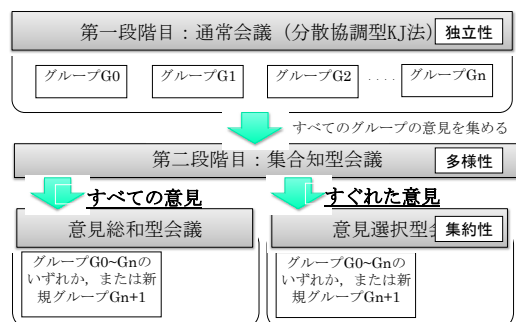 第一段階目：通常会議（分散協調型KJ法）
独立性
グループG0
グループG1
グループG2
....
グループGn
すべてのグループの意見を集める
第二段階目：集合知型会議
多様性
すべての意見
すぐれた意見
意見総和型会議
意見選択型会
集約性
グループG0~Gnの
いずれか，または新
規グループGn+1
グループG0~Gnの
いずれか，または新
規グループGn+1